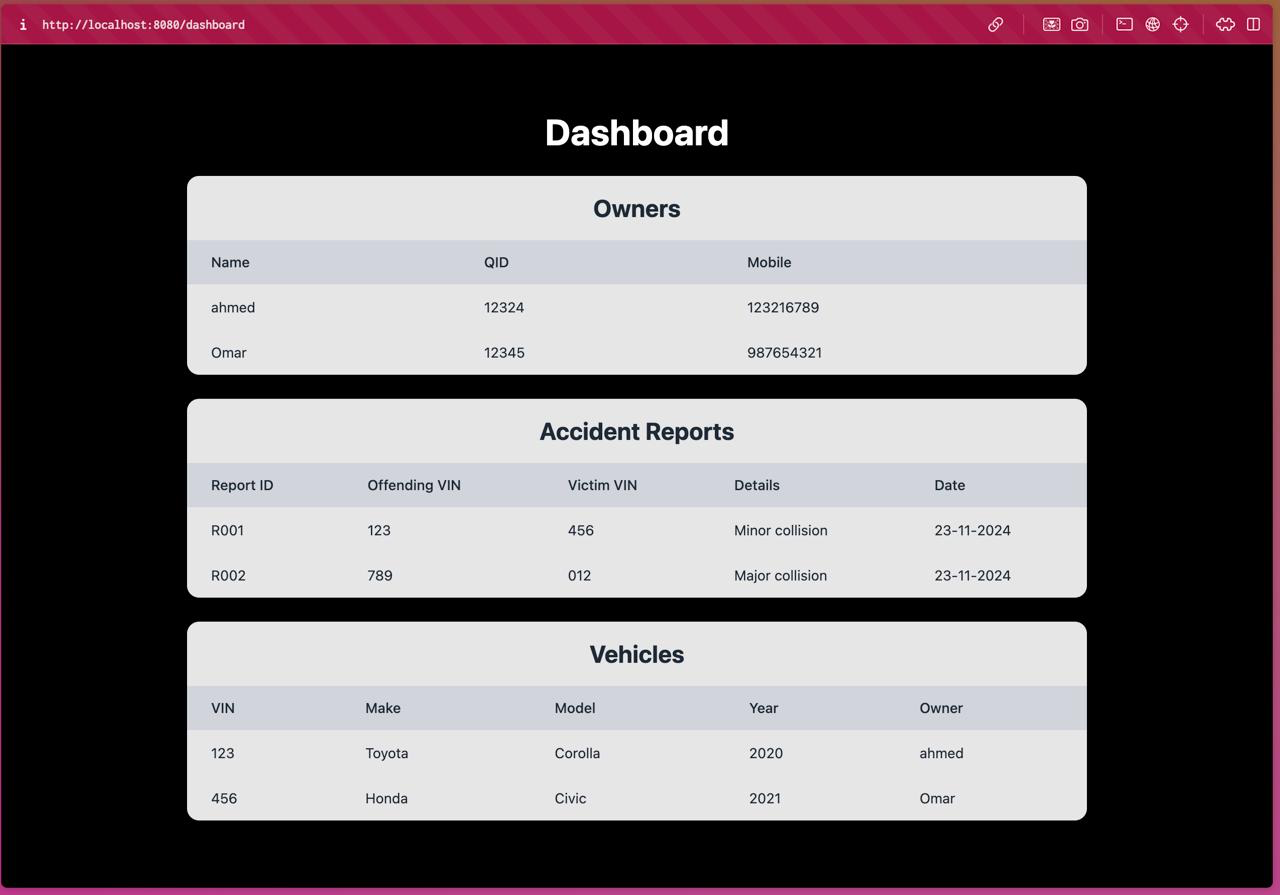 http://localhost:8080/dashboard
Dashboard
Owners
Name QID Mobile
ahmed 12324 123216789
Omar 12345 987654321
Accident Reports
Report ID Offending VIN Victim VIN Details Date
R001 123 456 Minor collision 23-11-2024
R002 789 012 Major collision 23-11-2024
Vehicles
VIN Make Model Year Owner
123 Toyota Corolla 2020 ahmed
456 Honda Civic 2021 Omar